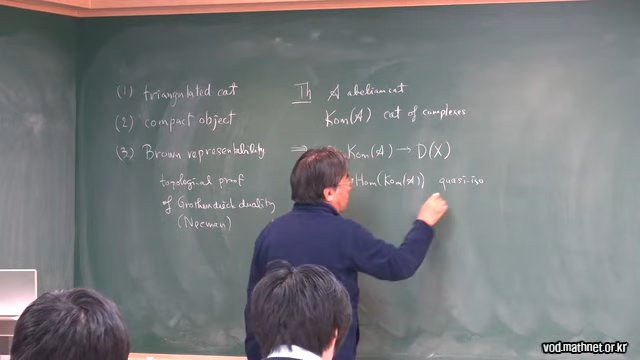 (1) triangulated cat
(2) compact object
(3) Brown representability
topological proof
of Grothendieck duality
(Neeman)
Th A abelian cat
Kom(A) cat of complexes
⇒ Kom(A) → D(X)
Hom(Kom(A)) quasi-iso
vod.mathnet.or.kr